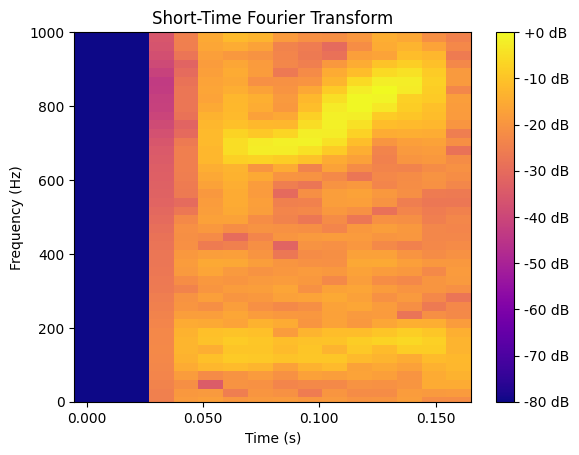 Short-Time Fourier Transform
1000
800
600
400
200
0
Frequency (Hz)
0.000
0.050
0.100
0.150
Time (s)
+0 dB
-10 dB
-20 dB
-30 dB
-40 dB
-50 dB
-60 dB
-70 dB
-80 dB